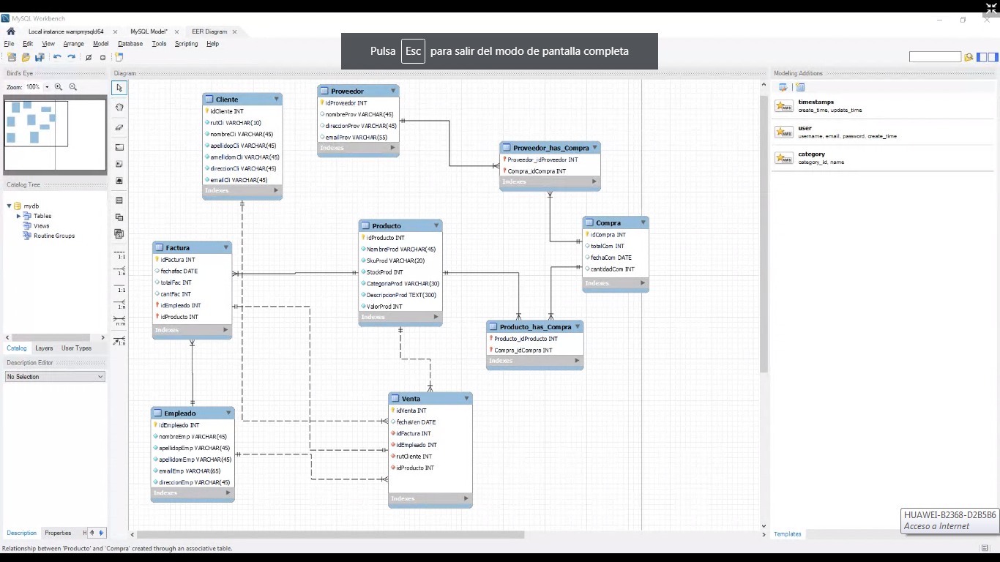 MySQL Workbench
Local instance wampmysqld64
MySQL Model*
EER Diagram
File Edit View Arrange Model Database Tools Scripting Help
Pulsa Esc para salir del modo de pantalla completa
Bird's Eye
Zoom: 100%
Catalog Tree
mydb
Tables
Views
Routine Groups
Catalog Layers User Types
Description Editor
No Selection
Description Properties H
Diagram
1:1
1:n
1:1
1:n
n:m
1:n
Cliente
idCliente INT
rutCli VARCHAR(10)
nombreCli VARCHAR(45)
apellidopCli VARCHAR(45)
amellidom Cli VARCHAR(45)
direccionCli VARCHAR(45)
emailCli VARCHAR(45)
Indexes
Proveedor
idProveedor INT
nombreProv VARCHAR(45)
direccionProv VARCHAR(45)
emailProv VARCHAR(55)
Indexes
Proveedor_has_Compra
Proveedor_idProveedor INT
Compra_idCompra INT
Indexes
Compra
idCompra INT
totalCom INT
fechaCom DATE
cantidadCom INT
Indexes
Factura
idFactura INT
fechafac DATE
totalFac INT
cantFac INT
idEmpleado INT
idProducto INT
Indexes
Producto
idProducto INT
NombreProd VARCHAR(45)
SkuProd VARCHAR(20)
StockProd INT
CategoriaProd VARCHAR(30)
DescripcionProd TEXT(300)
ValorProd INT
Indexes
Producto_has_Compra
Producto_idProducto INT
Compra_idCompra INT
Indexes
Empleado
idEmpleado INT
nombreEmp VARCHAR(45)
apellidopEmp VARCHAR(45)
apellidomEmp VARCHAR(45)
emailEmp VARCHAR(65)
direccionEmp VARCHAR(45)
Indexes
Venta
idVenta INT
fechaVen DATE
idFactura INT
idEmpleado INT
rutCliente INT
idProducto INT
Indexes
Modeling Additions
timestamps
create_time, update_time
user
username, email, password, create_time
category
category_id, name
Templates
HUAWEI-B2368-D2B5B6
Acceso a Internet
Relationship between 'Producto' and 'Compra' created through an associative table.